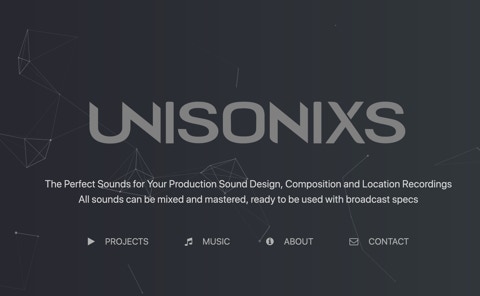 UNISONIXS
The Perfect Sounds for Your Production Sound Design, Composition and Location Recordings
All sounds can be mixed and mastered, ready to be used with broadcast specs
PROJECTS MUSIC ABOUT CONTACT